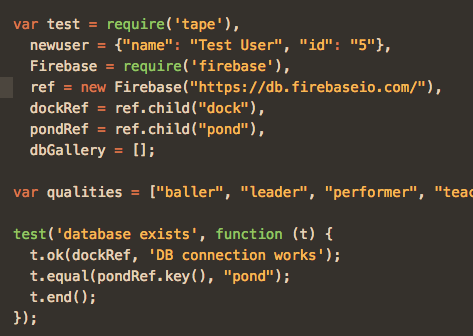 var test = require('tape'),
newuser = {"name": "Test User", "id": "5"},
Firebase = require('firebase'),
ref = new Firebase("https://db.firebaseio.com/"),
dockRef = ref.child("dock"),
pondRef = ref.child("pond"),
dbGallery = [];
var qualities = ["baller", "leader", "performer",
test('database exists', function (t) {
t.ok(dockRef, 'DB connection works');
t.equal(pondRef.key(), "pond");
t.end();
});